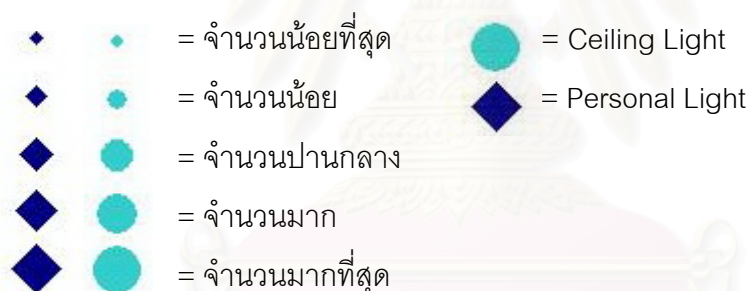 = จำนวนน้อยที่สุด = Ceiling Light
= จำนวนน้อย = Personal Light
= จำนวนปานกลาง
= จำนวนมาก
= จำนวนมากที่สุด